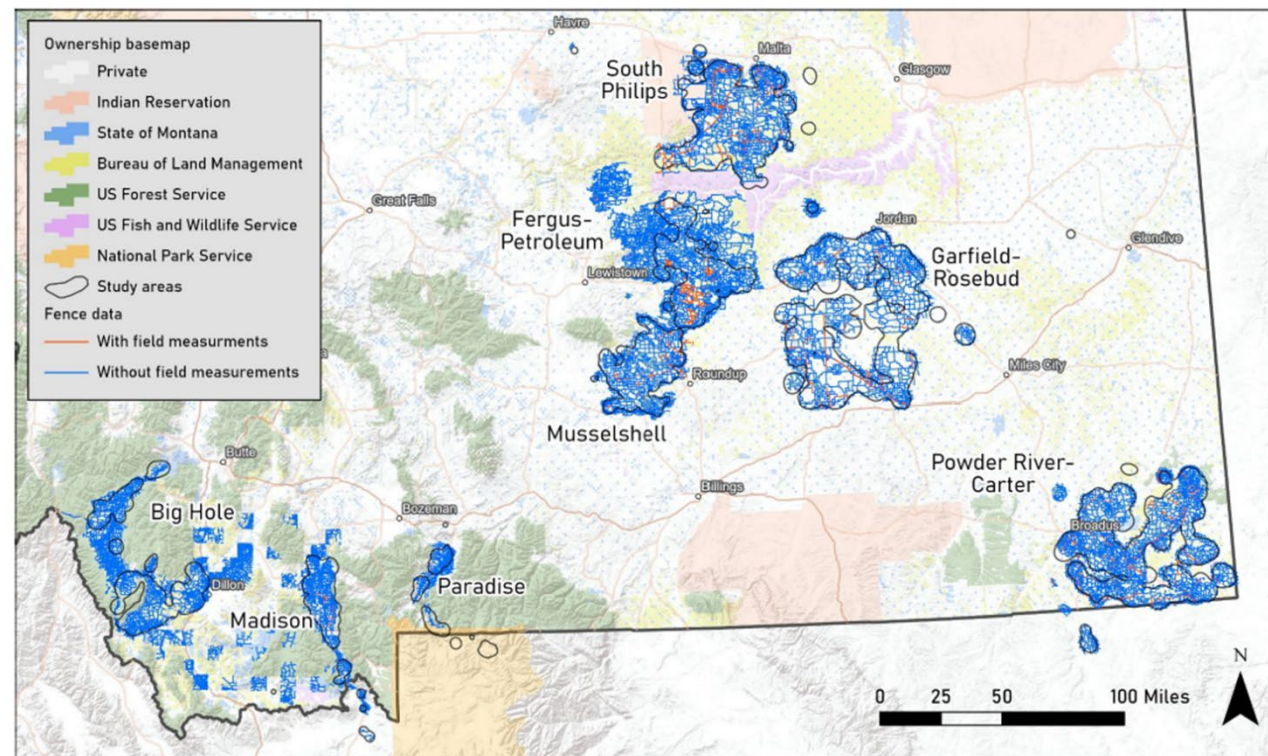 Ownership basemap
Private
Indian Reservation
State of Montana
Bureau of Land Management
US Forest Service
US Fish and Wildlife Service
National Park Service
Study areas
Fence data
With field measurments
Without field measurements
Havre
Malta
Glasgow
South
Philips
Great Falls
Fergus-
Petroleum
Lewistown
Jordan
Garfield-
Rosebud
Glendive
Miles City
Roundup
Musselshell
Butte
Billings
Powder River-
Carter
Broadus
Big Hole
Bozeman
Dillon
Madison
Paradise
N
0 25 50 100 Miles